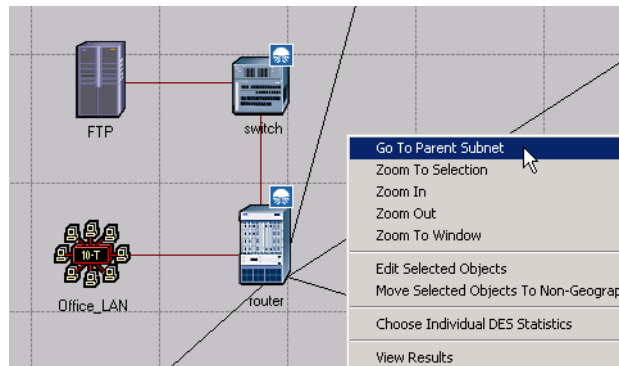 FTP
switch
10-T
Office_LAN
router
Go To Parent Subnet
Zoom To Selection
Zoom In
Zoom Out
Zoom To Window
Edit Selected Objects
Move Selected Objects To Non-Geograp
Choose Individual DES Statistics
View Results